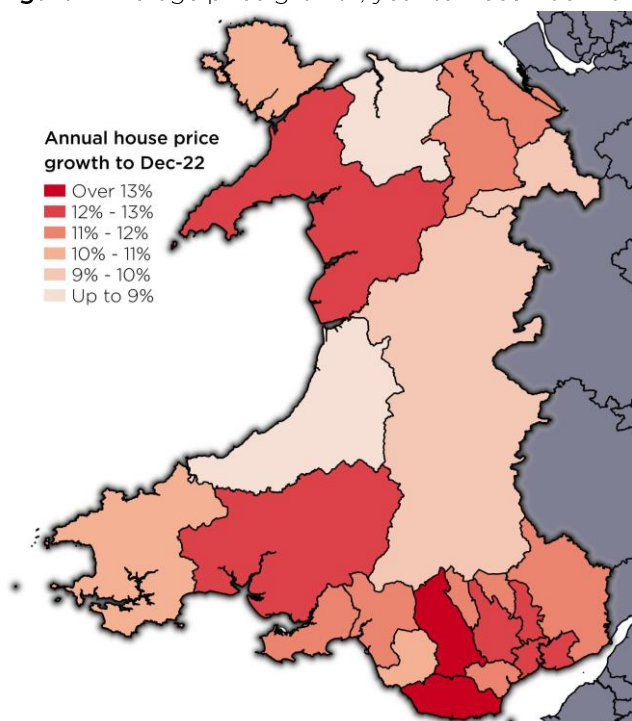 Annual house price
growth to Dec-22
Over 13%
12% - 13%
11% - 12%
10% - 11%
9% - 10%
Up to 9%